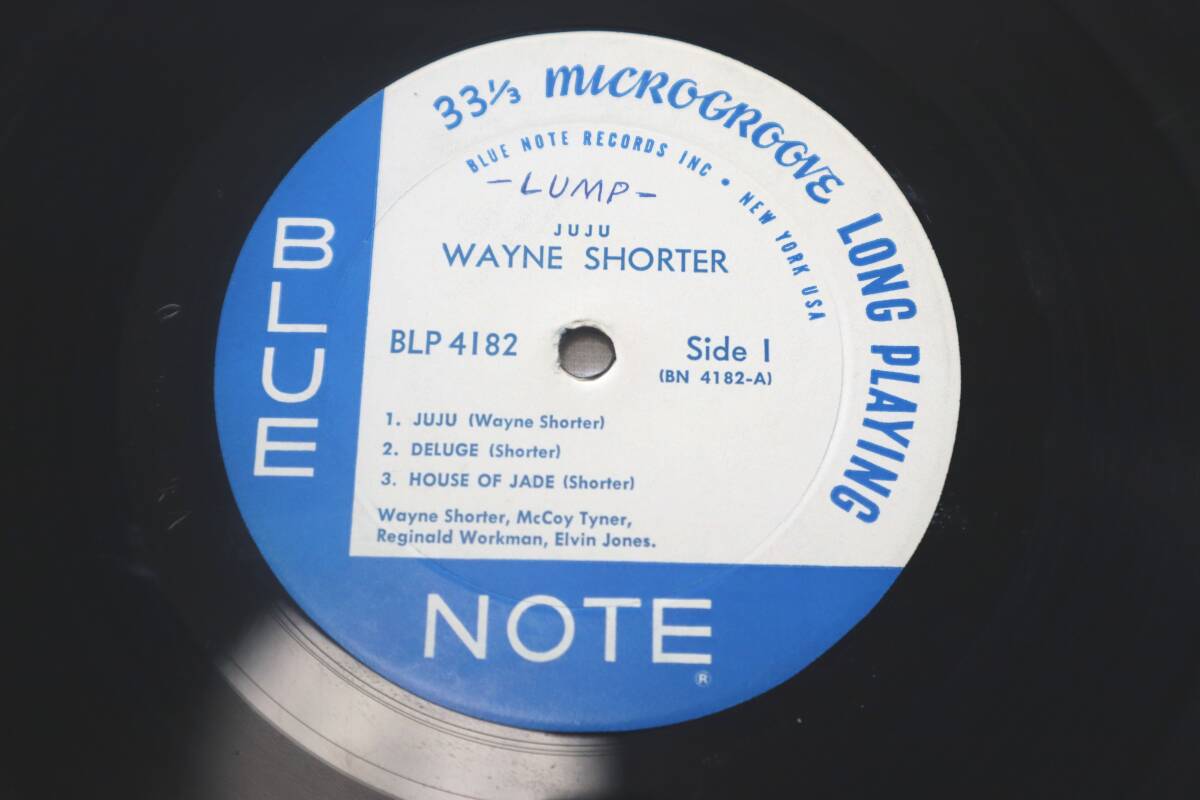 33⅓ MICROGROOVE LONG PLAYING
BLUE NOTE RECORDS INC • NEW YORK USA
-LUMP-
JUJU
WAYNE SHORTER
BLP 4182
Side 1
(BN 4182-A)
1. JUJU (Wayne Shorter)
2. DELUGE (Shorter)
3. HOUSE OF JADE (Shorter)
Wayne Shorter, McCoy Tyner,
Reginald Workman, Elvin Jones.
BLUE
NOTE
®